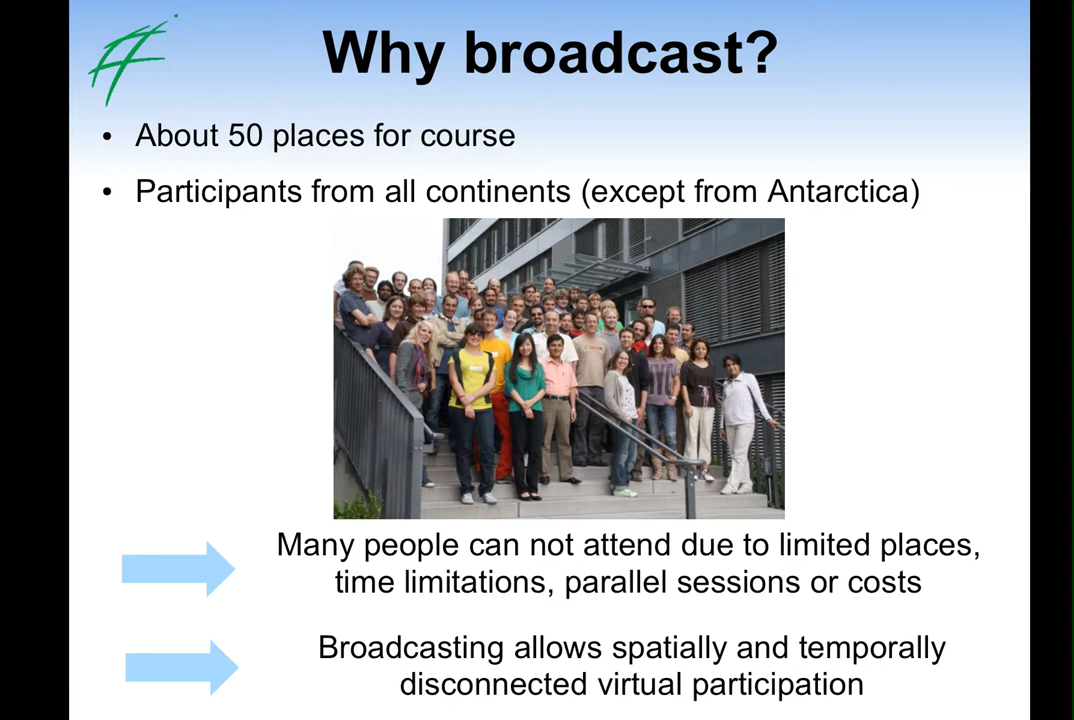 Why broadcast?
• About 50 places for course
• Participants from all continents (except from Antarctica)
Many people can not attend due to limited places,
time limitations, parallel sessions or costs
Broadcasting allows spatially and temporally
disconnected virtual participation